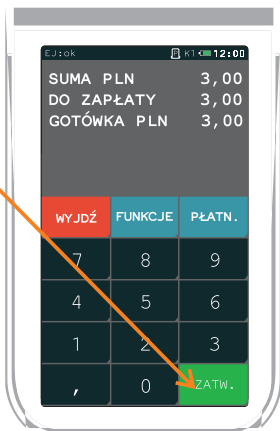 EJ:ok K1 12:00
SUMA PLN 3,00
DO ZAPŁATY 3,00
GOTÓWKA PLN 3,00
WYJDŹ FUNKCJE PŁATN.
7 8 9
4 5 6
1 2 3
, 0 ZATW.